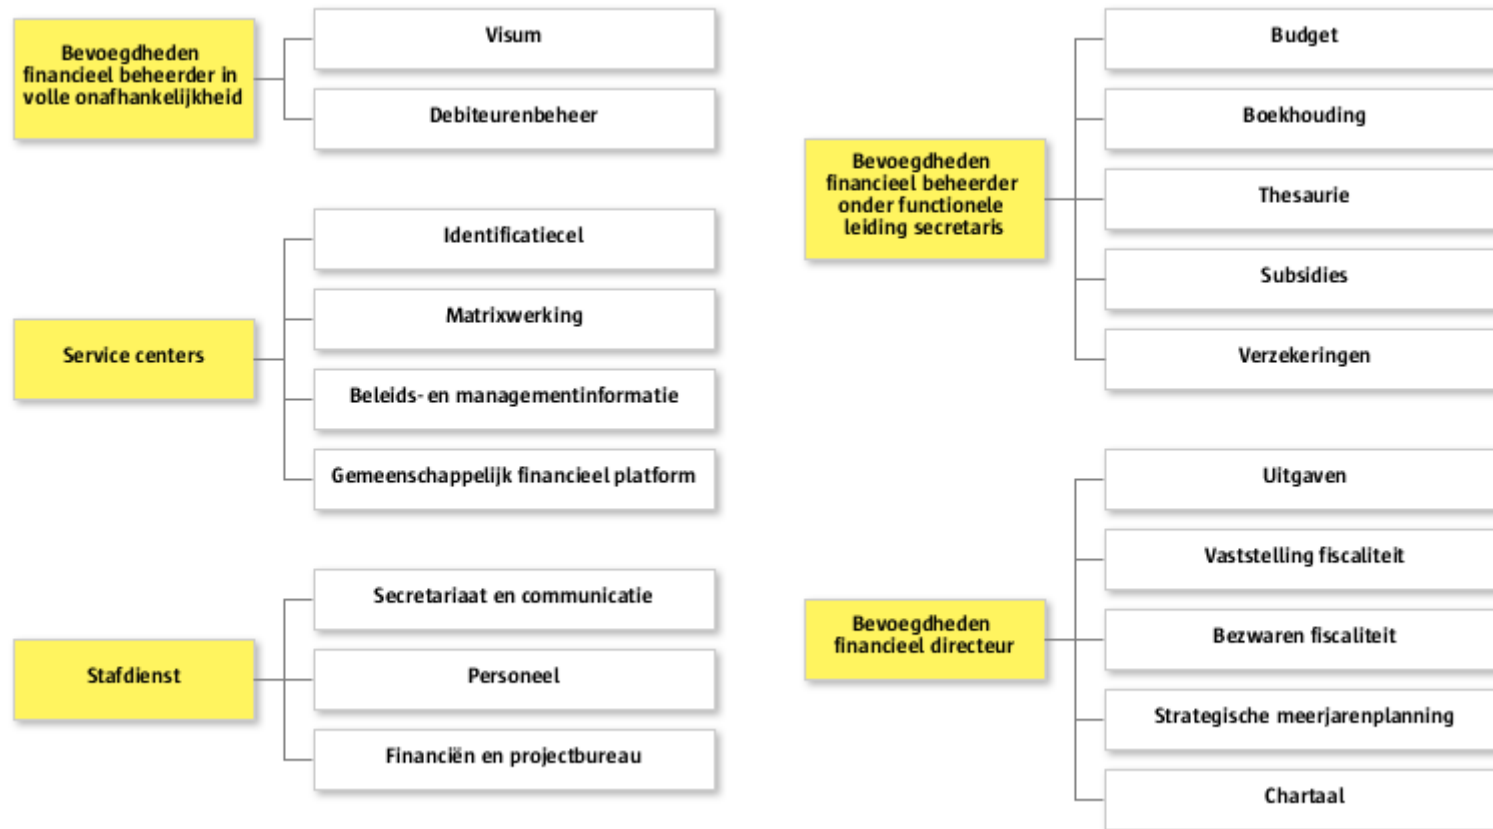 Bevoegdheden
financieel beheerder in
volle onafhankelijkheid
Visum
Debiteurenbeheer
Service centers
Identificatiecel
Matrixwerking
Beleids- en managementinformatie
Gemeenschappelijk financieel platform
Stafdienst
Secretariaat en communicatie
Personeel
Financiën en projectbureau
Bevoegdheden
financieel beheerder
onder functionele
leiding secretaris
Budget
Boekhouding
Thesaurie
Subsidies
Verzekeringen
Bevoegdheden
financieel directeur
Uitgaven
Vaststelling fiscaliteit
Bezwaren fiscaliteit
Strategische meerjarenplanning
Chartaal